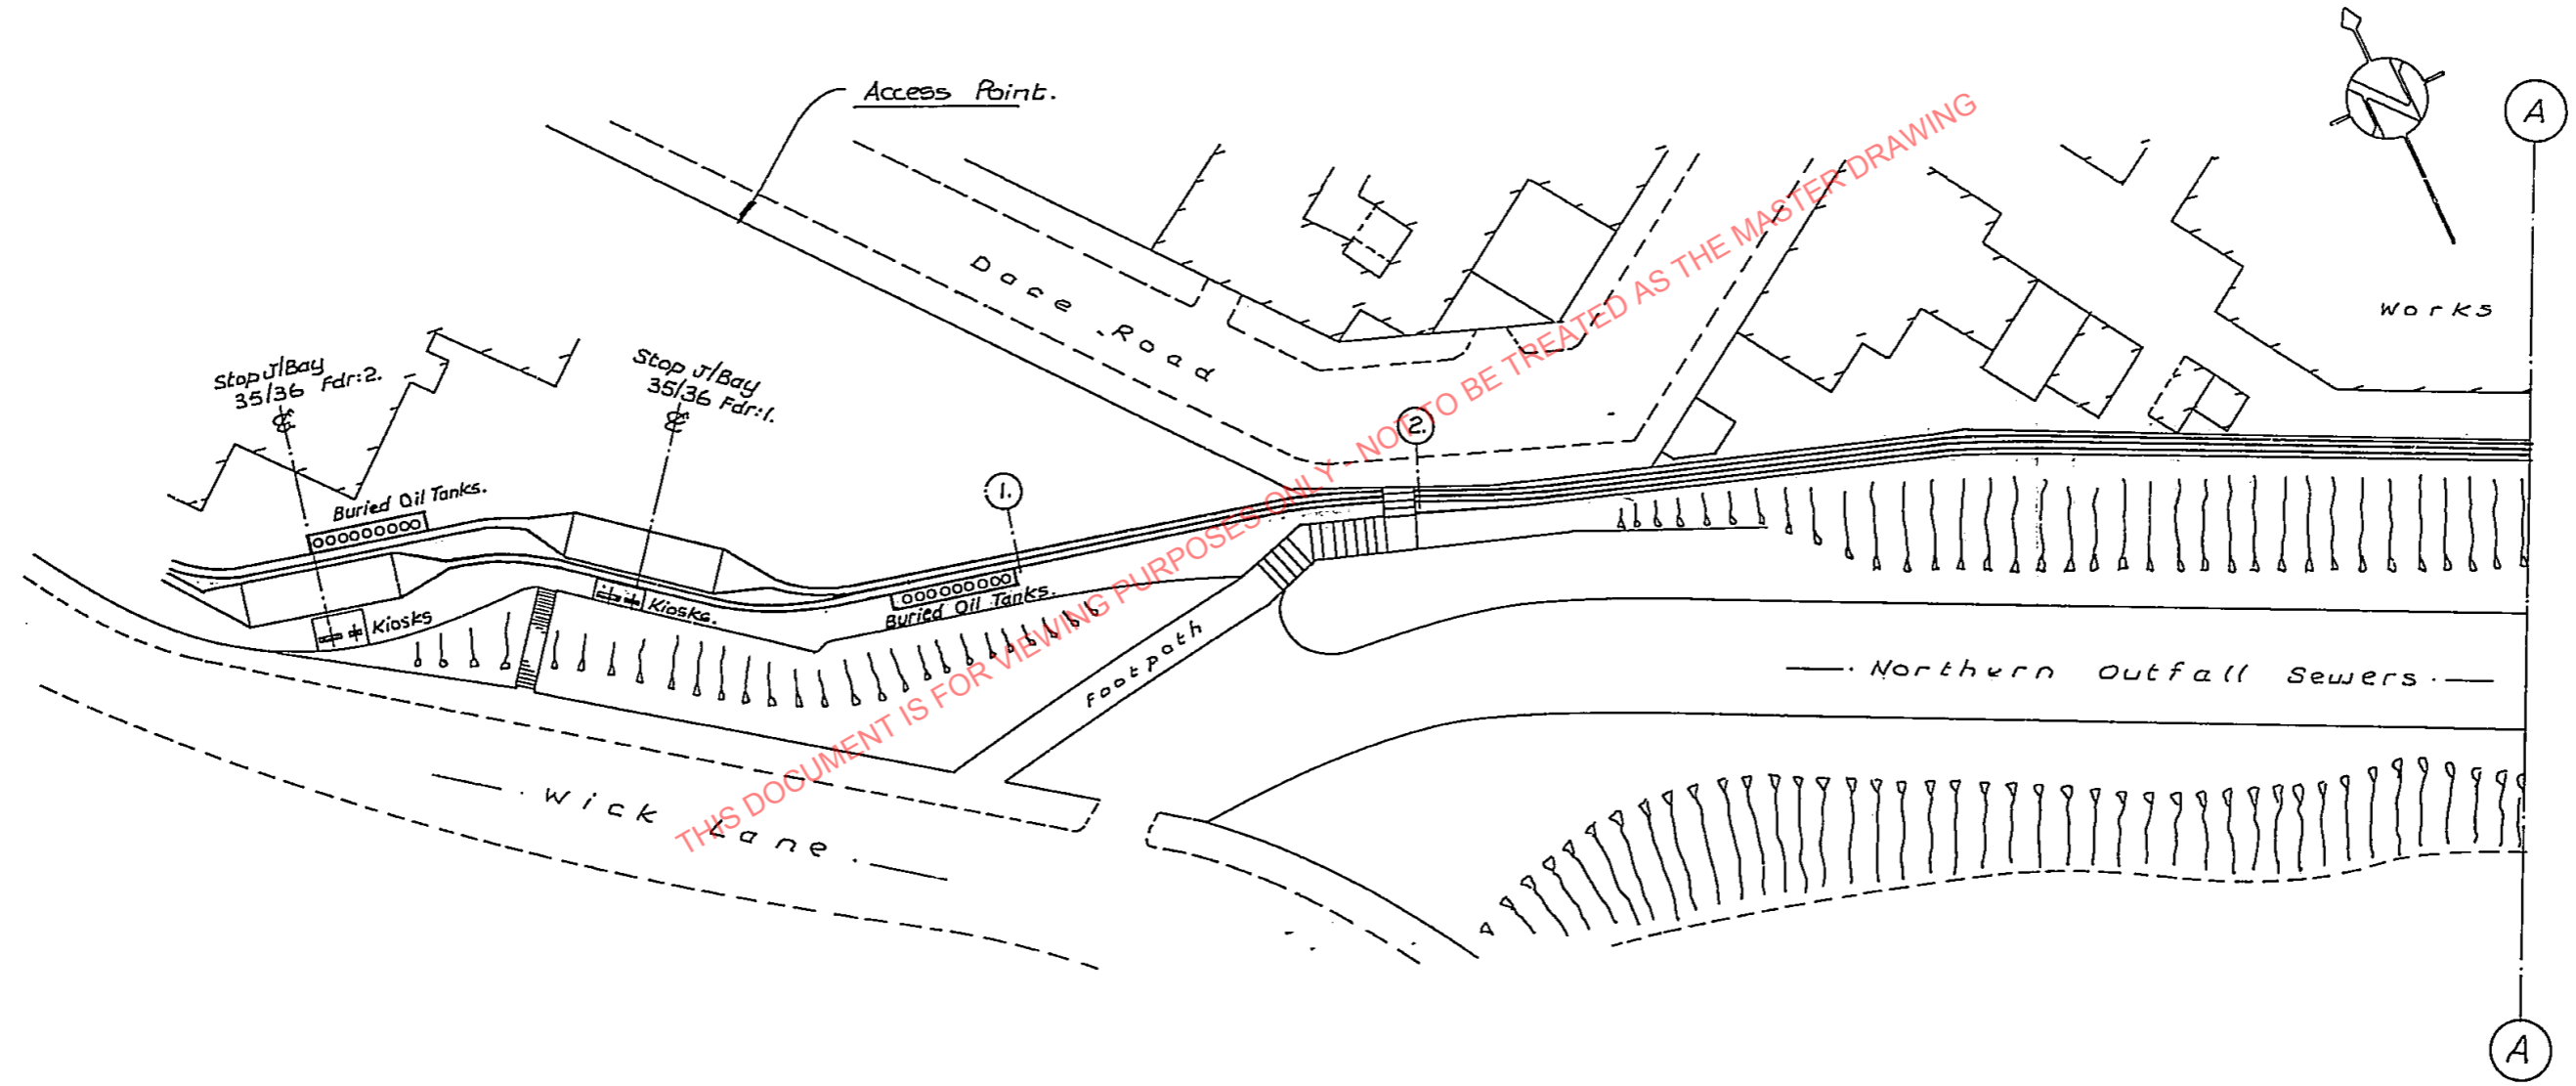 Access Point.
A
Dace Road
Works
Stop J/Bay
35/36 Fdr:2.
℄
Stop J/Bay
35/36 Fdr:1.
℄
2.
1.
Buried Oil Tanks.
Kiosks
Kiosks.
Buried Oil Tanks.
Footpath
Northern Outfall Sewers
Wick Lane
THIS DOCUMENT IS FOR VIEWING PURPOSES ONLY - NOT TO BE TREATED AS THE MASTER DRAWING
N
A